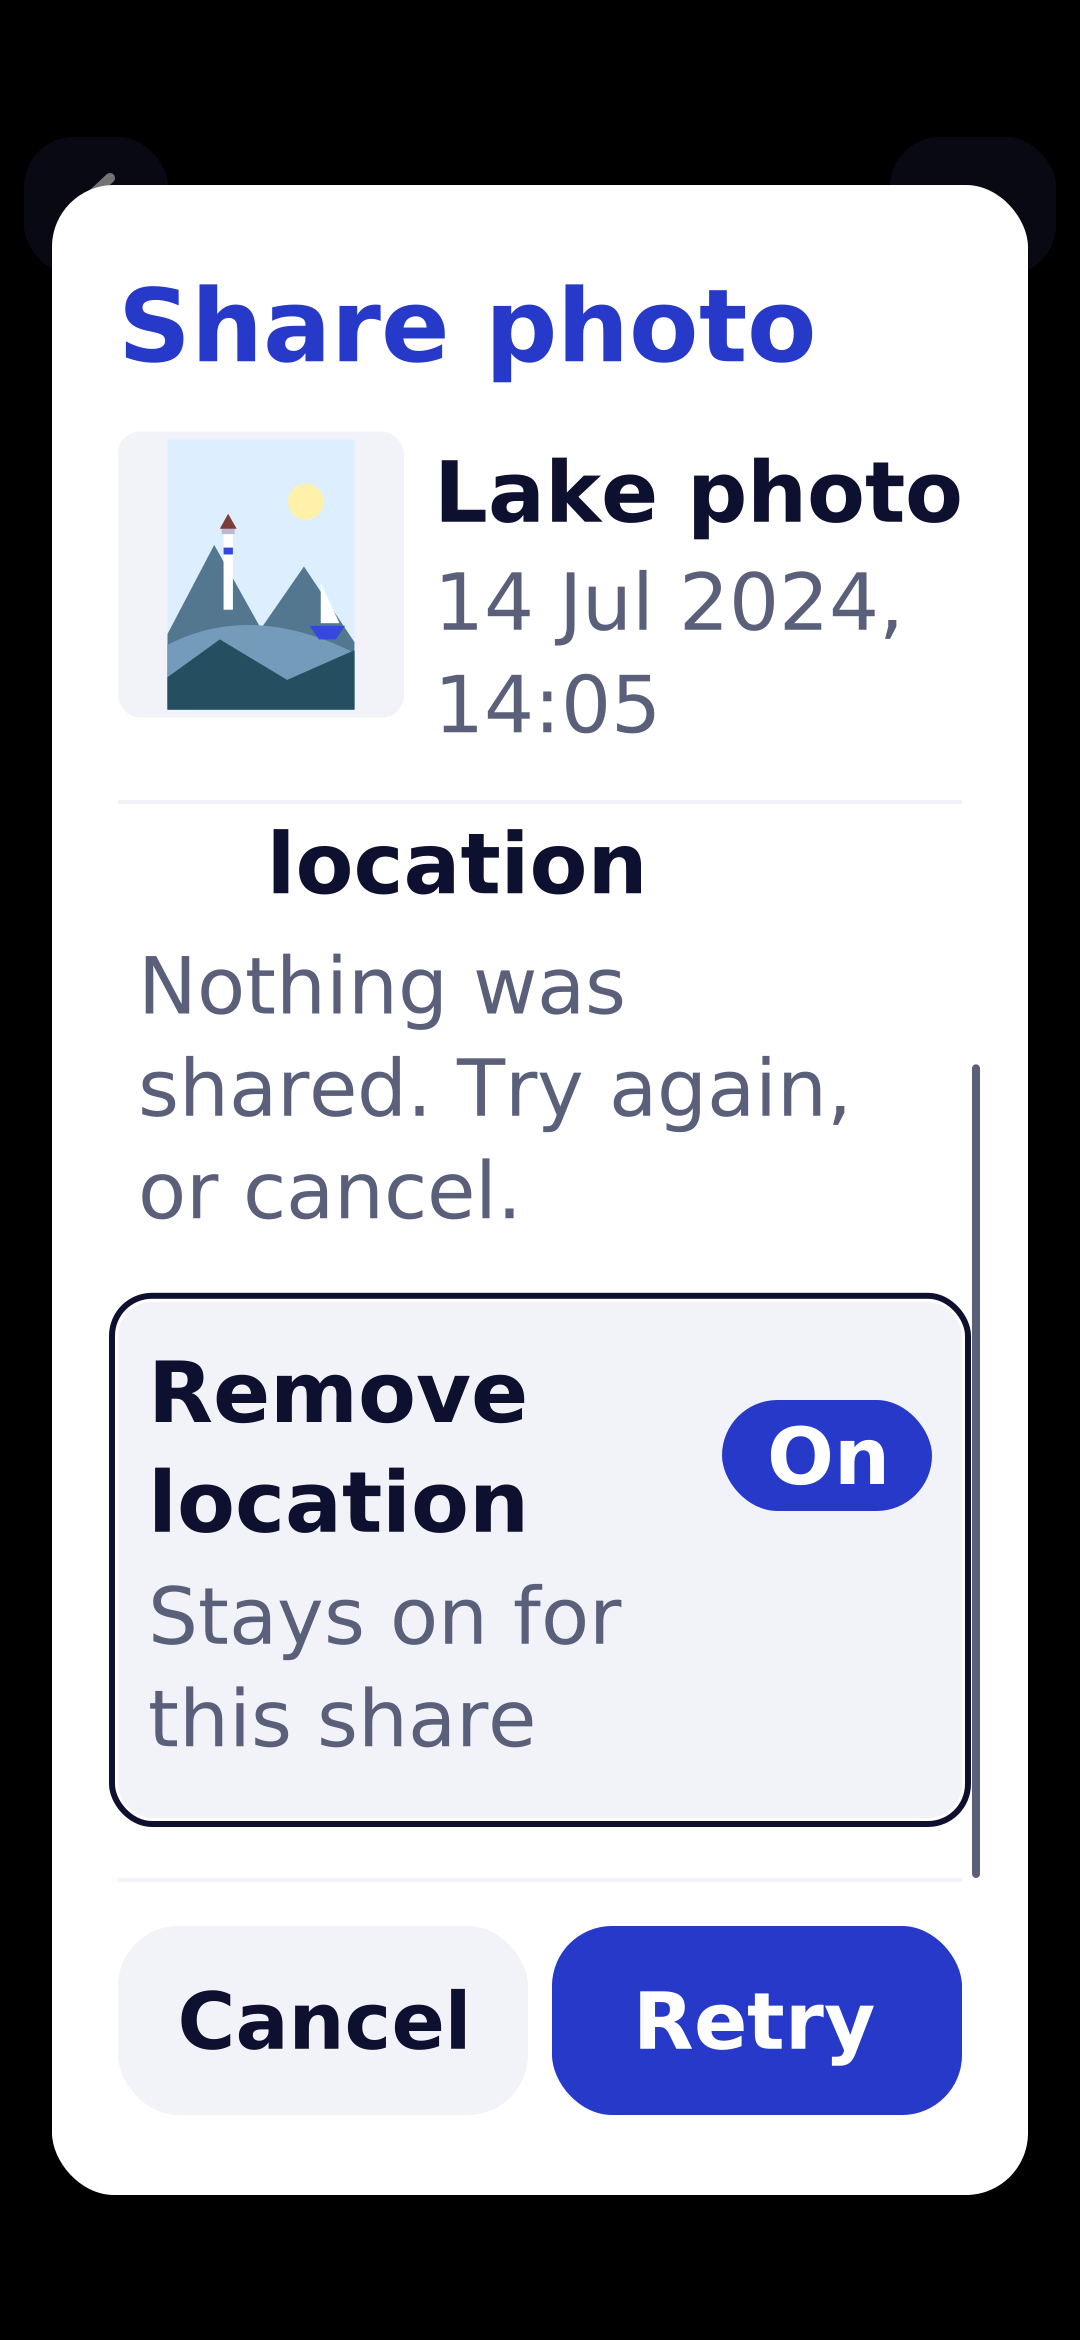 Share photo
Lake photo
14 Jul 2024,
14:05
location
Nothing was
shared. Try again,
or cancel.
Remove
location
On
Stays on for
this share
Cancel
Retry